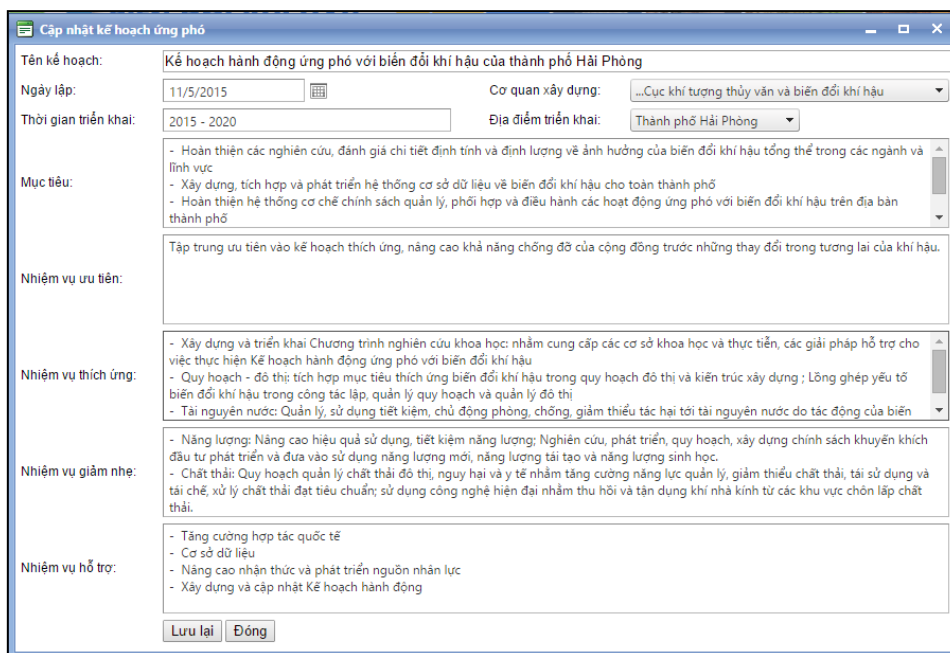 Cập nhật kế hoạch ứng phó
Tên kế hoạch: Kế hoạch hành động ứng phó với biến đổi khí hậu của thành phố Hải Phòng
Ngày lập: 11/5/2015 Cơ quan xây dựng: ...Cục khí tượng thủy văn và biến đổi khí hậu
Thời gian triển khai: 2015 - 2020 Địa điểm triển khai: Thành phố Hải Phòng
Mục tiêu:
- Hoàn thiện các nghiên cứu, đánh giá chi tiết định tính và định lượng về ảnh hưởng của biến đổi khí hậu tổng thể trong các ngành và
lĩnh vực
- Xây dựng, tích hợp và phát triển hệ thống cơ sở dữ liệu về biến đổi khí hậu cho toàn thành phố
- Hoàn thiện hệ thống cơ chế chính sách quản lý, phối hợp và điều hành các hoạt động ứng phó với biến đổi khí hậu trên địa bàn
thành phố
Nhiệm vụ ưu tiên:
Tập trung ưu tiên vào kế hoạch thích ứng, nâng cao khả năng chống đỡ của cộng đồng trước những thay đổi trong tương lai của khí hậu.
Nhiệm vụ thích ứng:
- Xây dựng và triển khai Chương trình nghiên cứu khoa học: nhằm cung cấp các cơ sở khoa học và thực tiễn, các giải pháp hỗ trợ cho
việc thực hiện Kế hoạch hành động ứng phó với biến đổi khí hậu
- Quy hoạch - đô thị: tích hợp mục tiêu thích ứng biến đổi khí hậu trong quy hoạch đô thị và kiến trúc xây dựng ; Lồng ghép yếu tố
biến đổi khí hậu trong công tác lập, quản lý quy hoạch và quản lý đô thị
- Tài nguyên nước: Quản lý, sử dụng tiết kiệm, chủ động phòng, chống, giảm thiểu tác hại tới tài nguyên nước do tác động của biến
Nhiệm vụ giảm nhẹ:
- Năng lượng: Nâng cao hiệu quả sử dụng, tiết kiệm năng lượng; Nghiên cứu, phát triển, quy hoạch, xây dựng chính sách khuyến khích
đầu tư phát triển và đưa vào sử dụng năng lượng mới, năng lượng tái tạo và năng lượng sinh học.
- Chất thải: Quy hoạch quản lý chất thải đô thị, nguy hại và y tế nhằm tăng cường năng lực quản lý, giảm thiểu chất thải, tái sử dụng và
tái chế, xử lý chất thải đạt tiêu chuẩn; sử dụng công nghệ hiện đại nhằm thu hồi và tận dụng khí nhà kính từ các khu vực chôn lấp chất
thải.
Nhiệm vụ hỗ trợ:
- Tăng cường hợp tác quốc tế
- Cơ sở dữ liệu
- Nâng cao nhận thức và phát triển nguồn nhân lực
- Xây dựng và cập nhật Kế hoạch hành động
Lưu lại Đóng